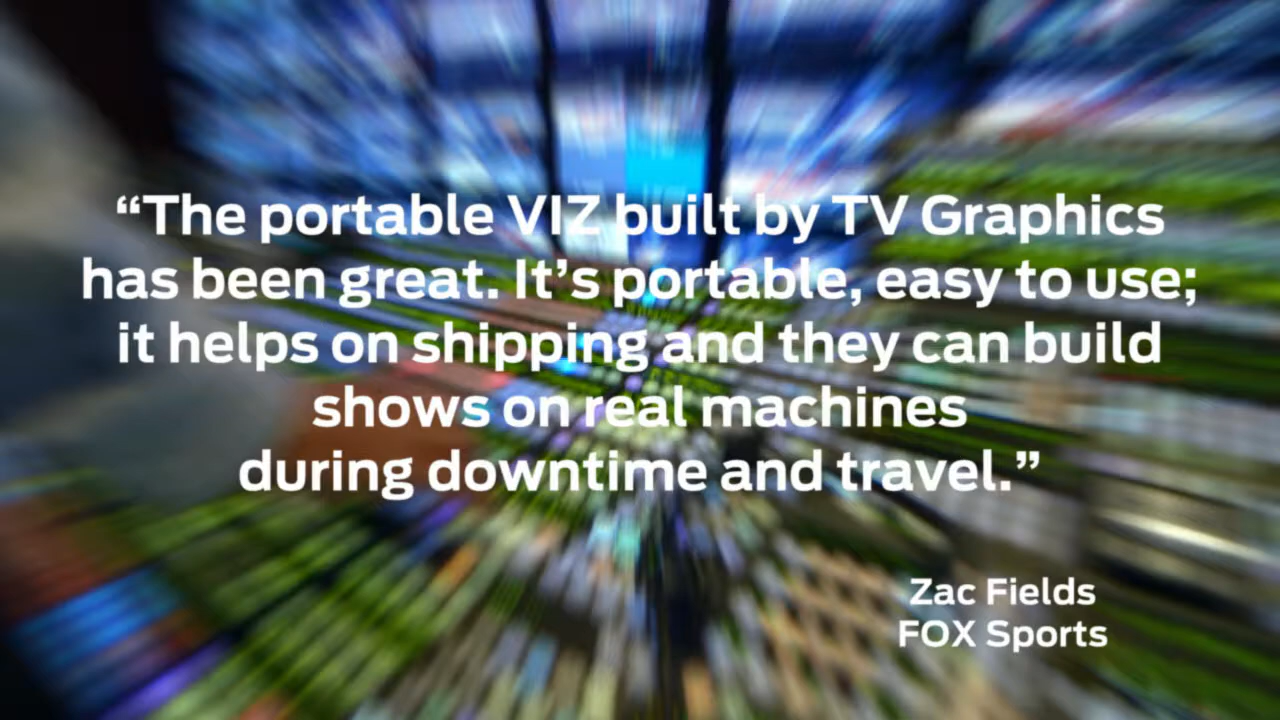 “The portable VIZ built by TV Graphics
has been great. It’s portable, easy to use;
it helps on shipping and they can build
shows on real machines
during downtime and travel.”
Zac Fields
FOX Sports